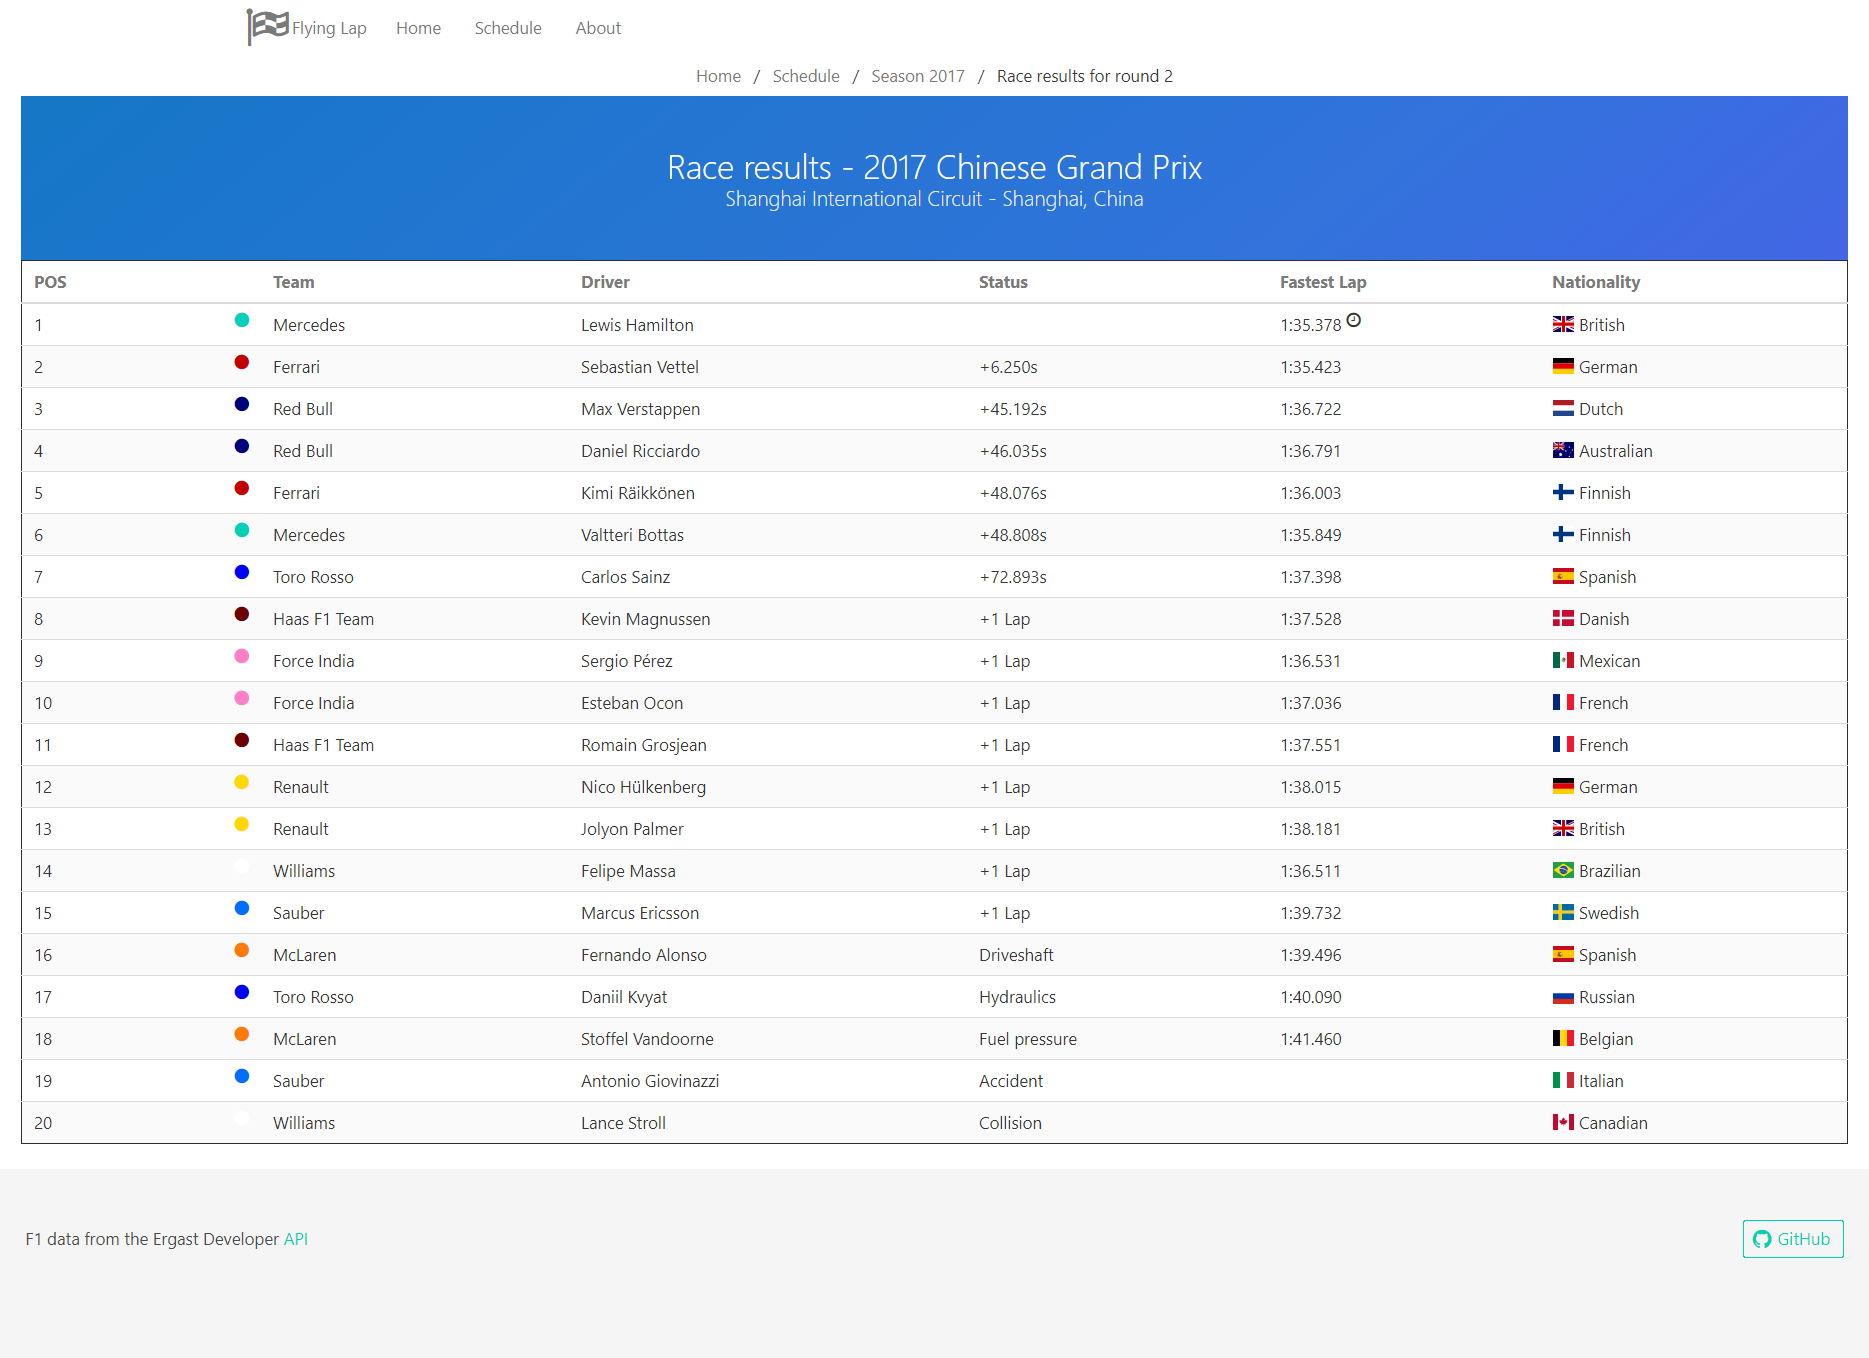 Flying Lap Home Schedule About
Home / Schedule / Season 2017 / Race results for round 2
Race results - 2017 Chinese Grand Prix
Shanghai International Circuit - Shanghai, China
POS Team Driver Status Fastest Lap Nationality
1 Mercedes Lewis Hamilton 1:35.378 British
2 Ferrari Sebastian Vettel +6.250s 1:35.423 German
3 Red Bull Max Verstappen +45.192s 1:36.722 Dutch
4 Red Bull Daniel Ricciardo +46.035s 1:36.791 Australian
5 Ferrari Kimi Räikkönen +48.076s 1:36.003 Finnish
6 Mercedes Valtteri Bottas +48.808s 1:35.849 Finnish
7 Toro Rosso Carlos Sainz +72.893s 1:37.398 Spanish
8 Haas F1 Team Kevin Magnussen +1 Lap 1:37.528 Danish
9 Force India Sergio Pérez +1 Lap 1:36.531 Mexican
10 Force India Esteban Ocon +1 Lap 1:37.036 French
11 Haas F1 Team Romain Grosjean +1 Lap 1:37.551 French
12 Renault Nico Hülkenberg +1 Lap 1:38.015 German
13 Renault Jolyon Palmer +1 Lap 1:38.181 British
14 Williams Felipe Massa +1 Lap 1:36.511 Brazilian
15 Sauber Marcus Ericsson +1 Lap 1:39.732 Swedish
16 McLaren Fernando Alonso Driveshaft 1:39.496 Spanish
17 Toro Rosso Daniil Kvyat Hydraulics 1:40.090 Russian
18 McLaren Stoffel Vandoorne Fuel pressure 1:41.460 Belgian
19 Sauber Antonio Giovinazzi Accident Italian
20 Williams Lance Stroll Collision Canadian
F1 data from the Ergast Developer API GitHub